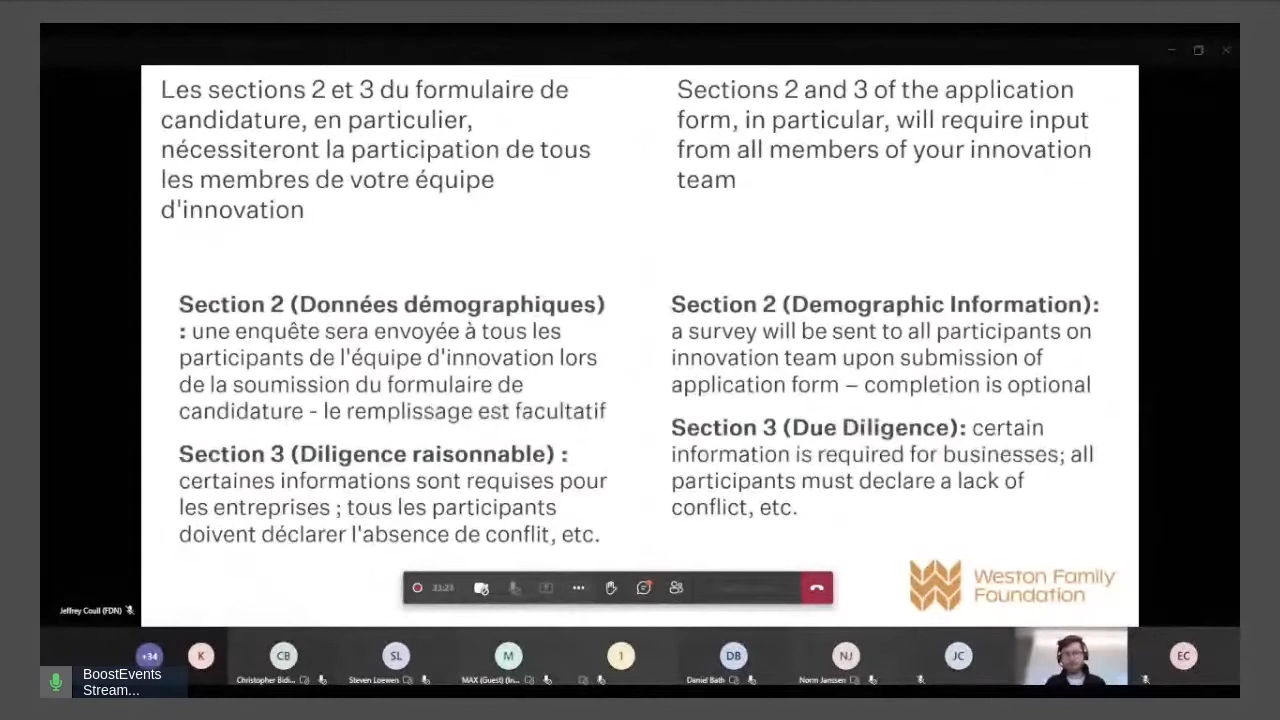 Les sections 2 et 3 du formulaire de
candidature, en particulier,
nécessiteront la participation de tous
les membres de votre équipe
d'innovation
Sections 2 and 3 of the application
form, in particular, will require input
from all members of your innovation
team
Section 2 (Données démographiques)
: une enquête sera envoyée à tous les
participants de l'équipe d'innovation lors
de la soumission du formulaire de
candidature - le remplissage est facultatif
Section 3 (Diligence raisonnable) :
certaines informations sont requises pour
les entreprises ; tous les participants
doivent déclarer l'absence de conflit, etc.
Section 2 (Demographic Information):
a survey will be sent to all participants on
innovation team upon submission of
application form – completion is optional
Section 3 (Due Diligence): certain
information is required for businesses; all
participants must declare a lack of
conflict, etc.
Weston Family
Foundation
Jeffrey Coull (FDN)
+34
K
CB
SL
M
1
DB
NJ
JC
EC
Christopher Bidi...
Steven Loewen
MAX (Guest) (In...
Daniel Bath
Norm Janssen
BoostEvents
Stream...